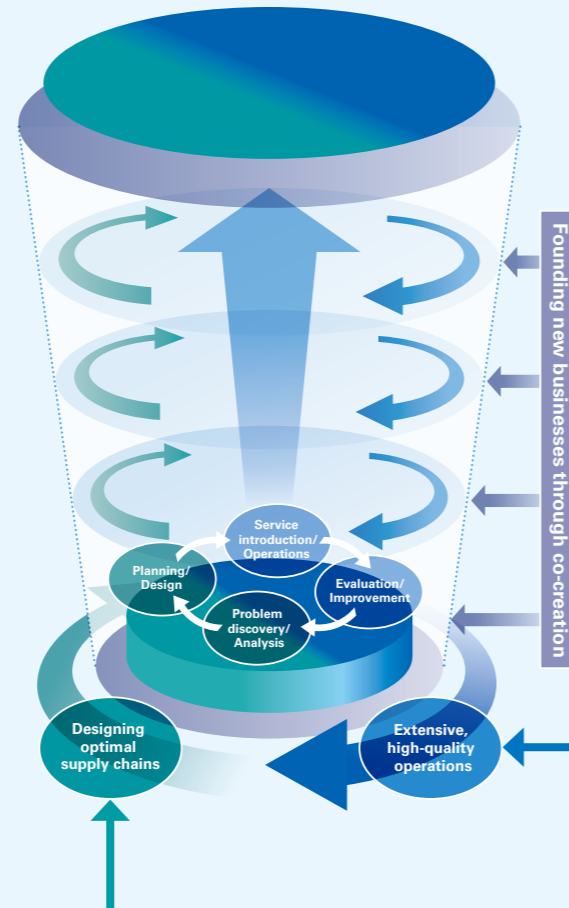 Founding new businesses through co-creation
Service
introduction/
Operations
Planning/
Design
Evaluation/
Improvement
Problem
discovery/
Analysis
Designing
optimal
supply chains
Extensive,
high-quality
operations